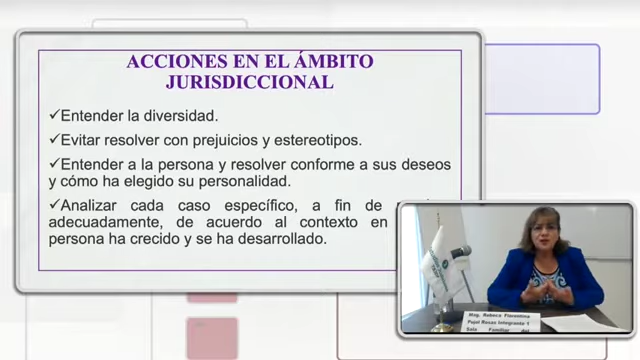 ACCIONES EN EL ÁMBITO
JURISDICCIONAL
✓Entender la diversidad.
✓Evitar resolver con prejuicios y estereotipos.
✓Entender a la persona y resolver conforme a sus deseos
y cómo ha elegido su personalidad.
✓Analizar cada caso específico, a fin de
adecuadamente, de acuerdo al contexto en
persona ha crecido y se ha desarrollado.
Mag. Rebeca Florentina
Pujol Rosas Integrante 1
Sala Familiar del